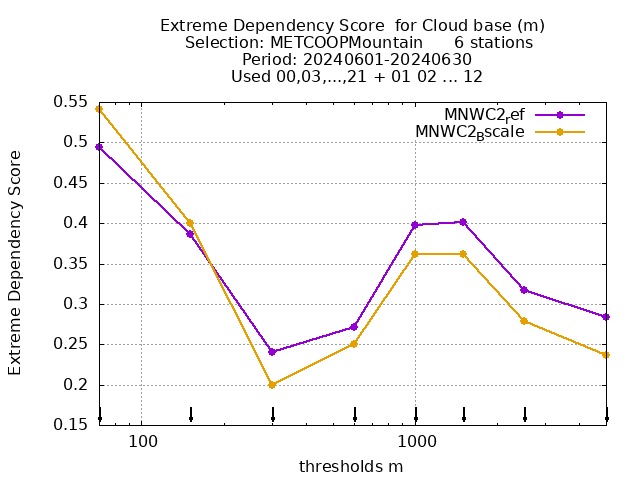 Extreme Dependency Score  for Cloud base (m)
Selection: METCOOPMountain      6 stations
Period: 20240601-20240630
Used 00,03,...,21 + 01 02 ... 12
MNWC2ref
MNWC2Bscale
Extreme Dependency Score
0.55
0.5
0.45
0.4
0.35
0.3
0.25
0.2
0.15
100
1000
thresholds m